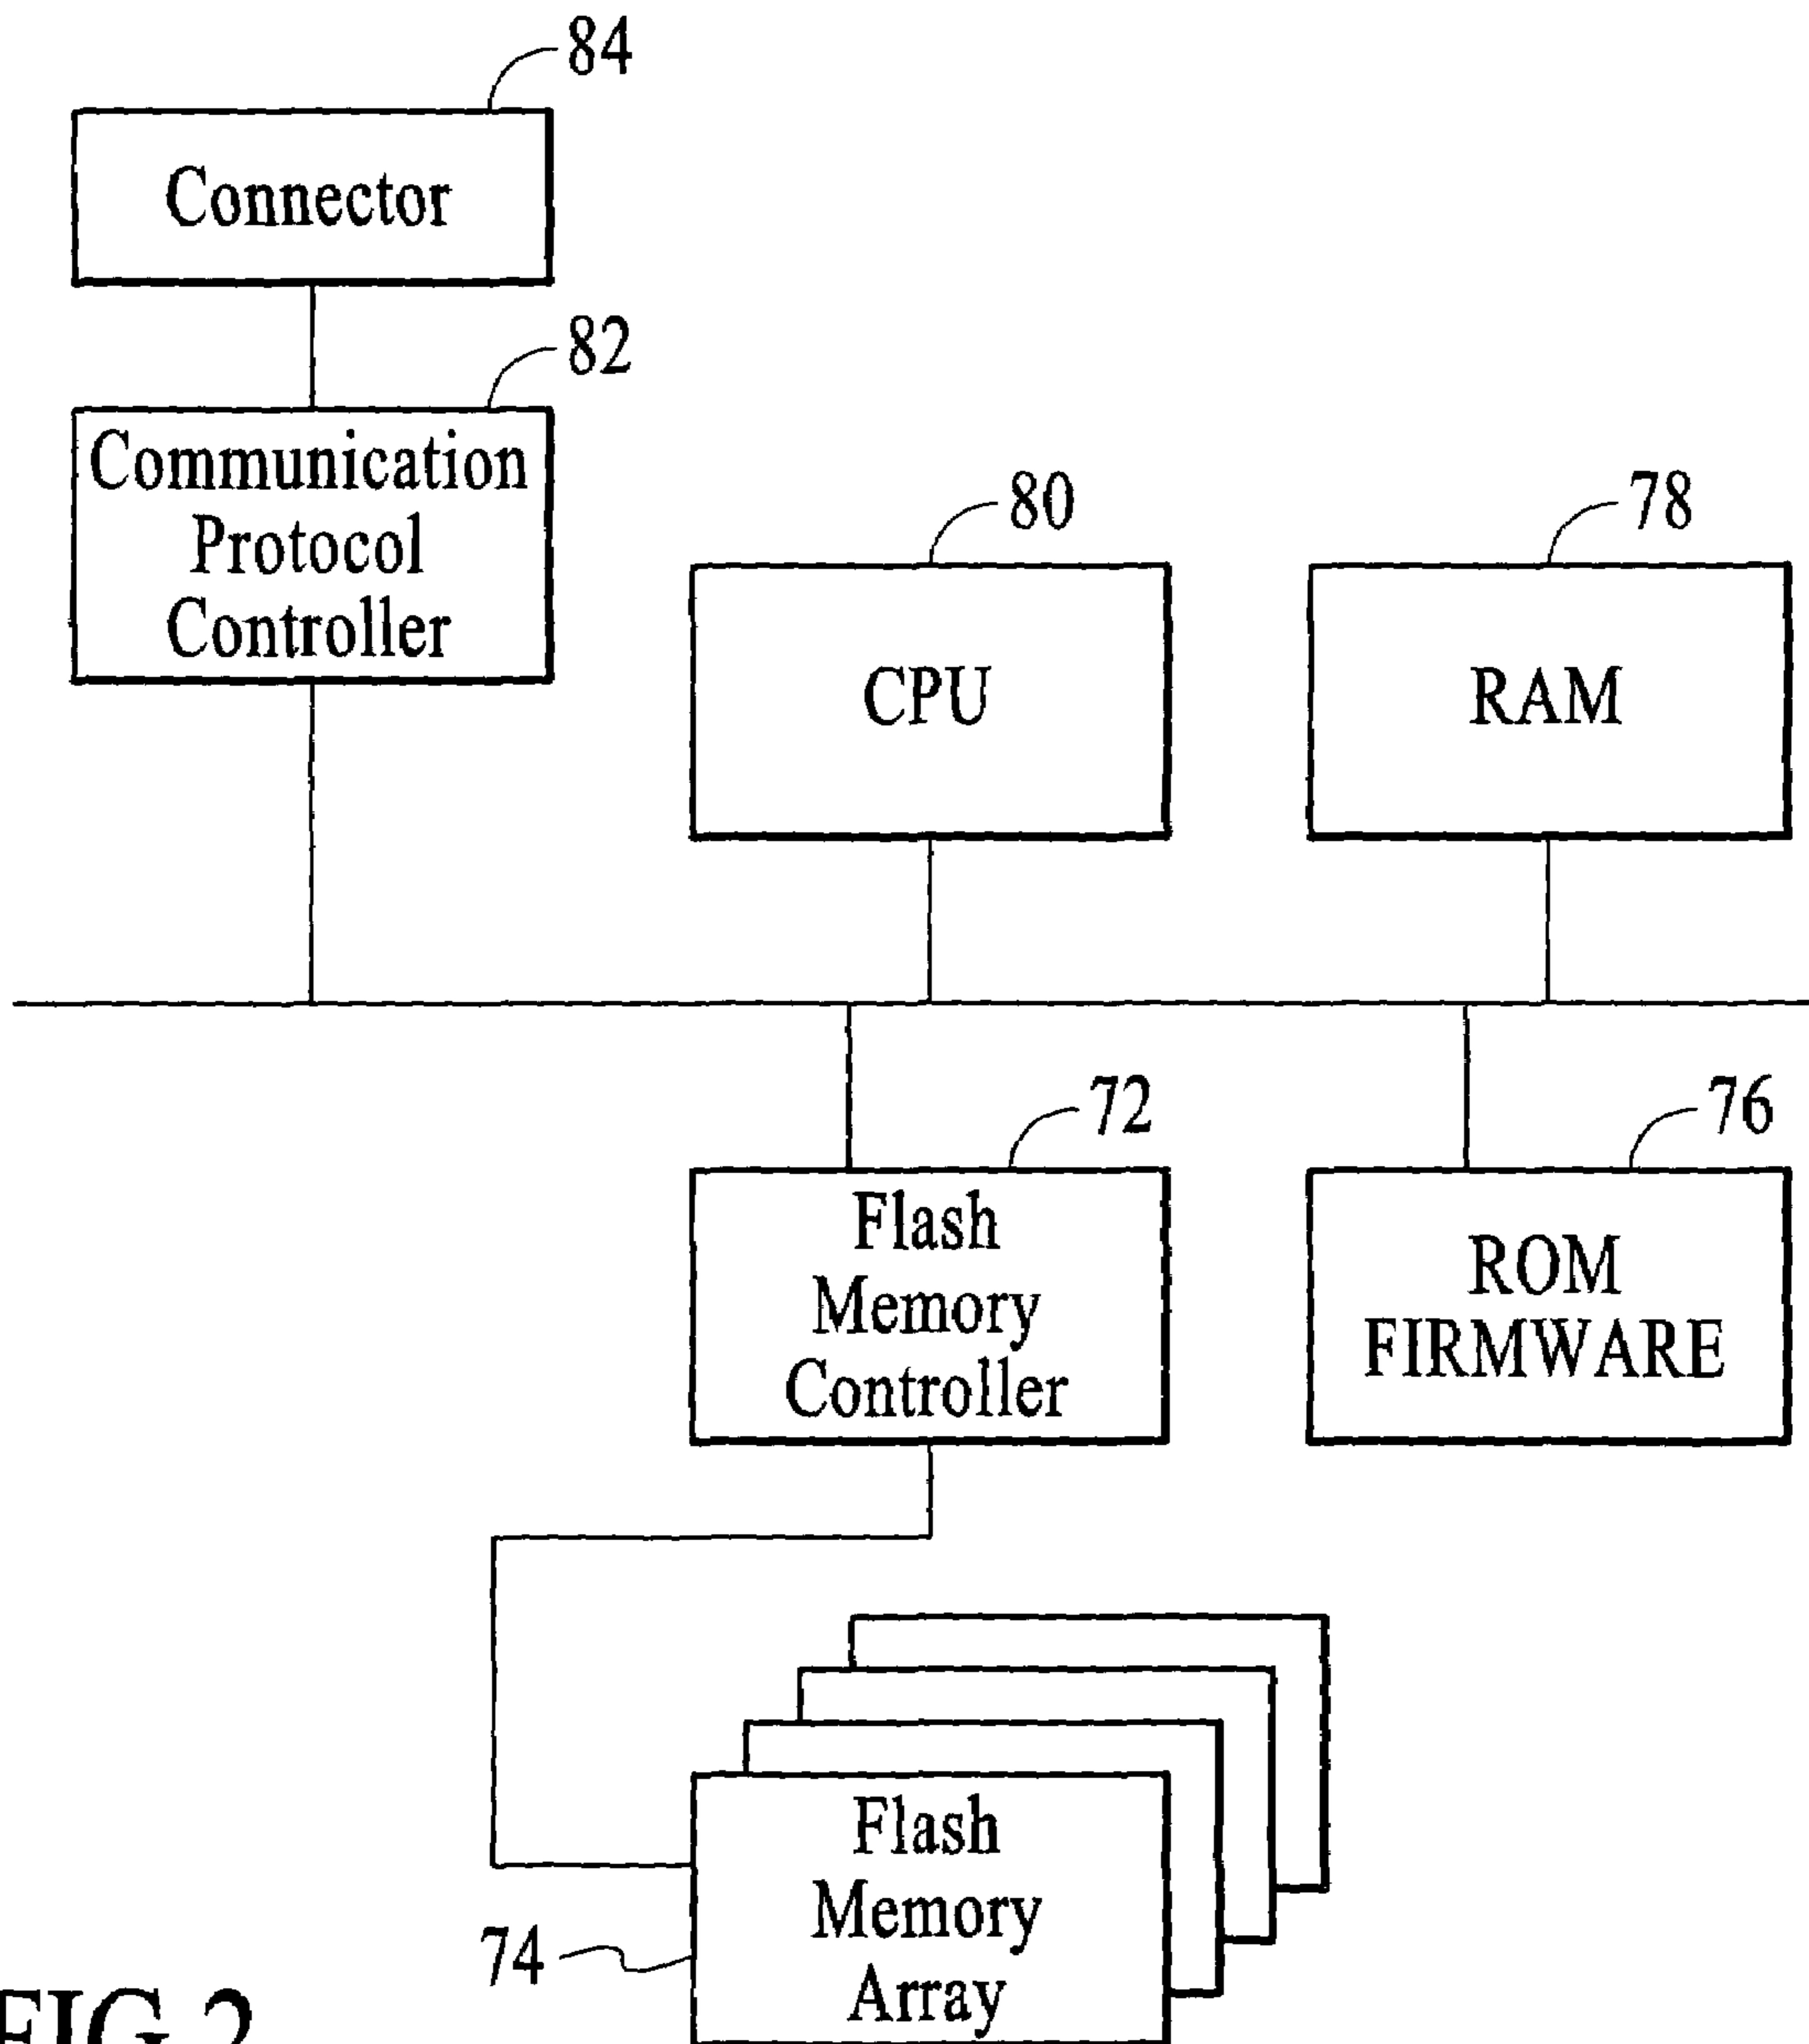 84
Connector
82
Communication
Protocol
Controller
80
CPU
78
RAM
72
Flash
Memory
Controller
76
ROM
FIRMWARE
74
Flash
Memory
Array
FIG 2